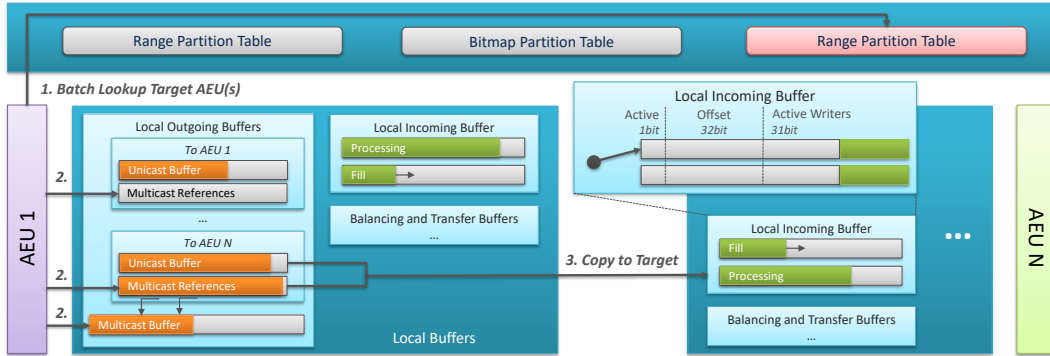 Range Partition Table
Bitmap Partition Table
Range Partition Table
1. Batch Lookup Target AEU(s)
AEU 1
2.
2.
2.
Local Outgoing Buffers
To AEU 1
Unicast Buffer
Multicast References
...
To AEU N
Unicast Buffer
Multicast References
Multicast Buffer
Local Incoming Buffer
Processing
Fill
Balancing and Transfer Buffers
...
Local Buffers
3. Copy to Target
Local Incoming Buffer
Active Offset Active Writers
1bit 32bit 31bit
Local Incoming Buffer
Fill
Processing
Balancing and Transfer Buffers
...
...
AEU N